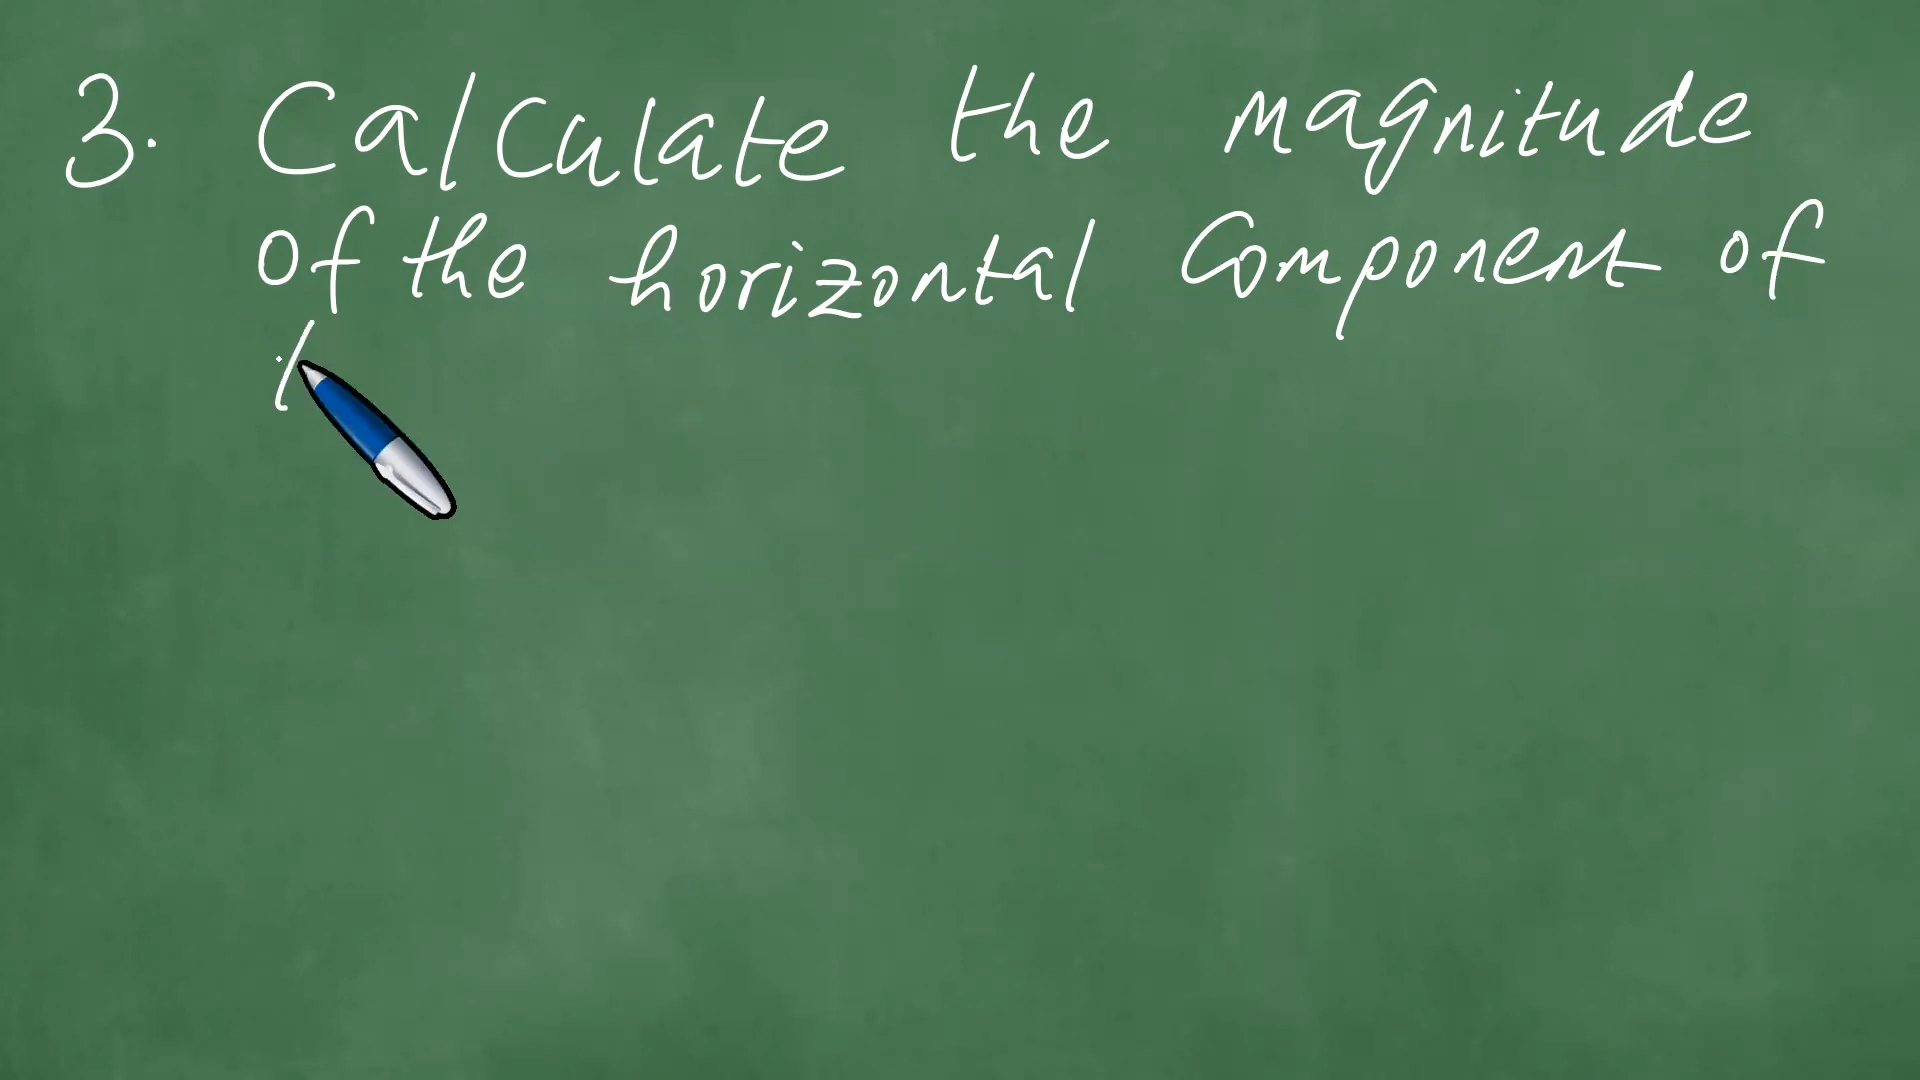 3. Calculate the magnitude
of the horizontal component of